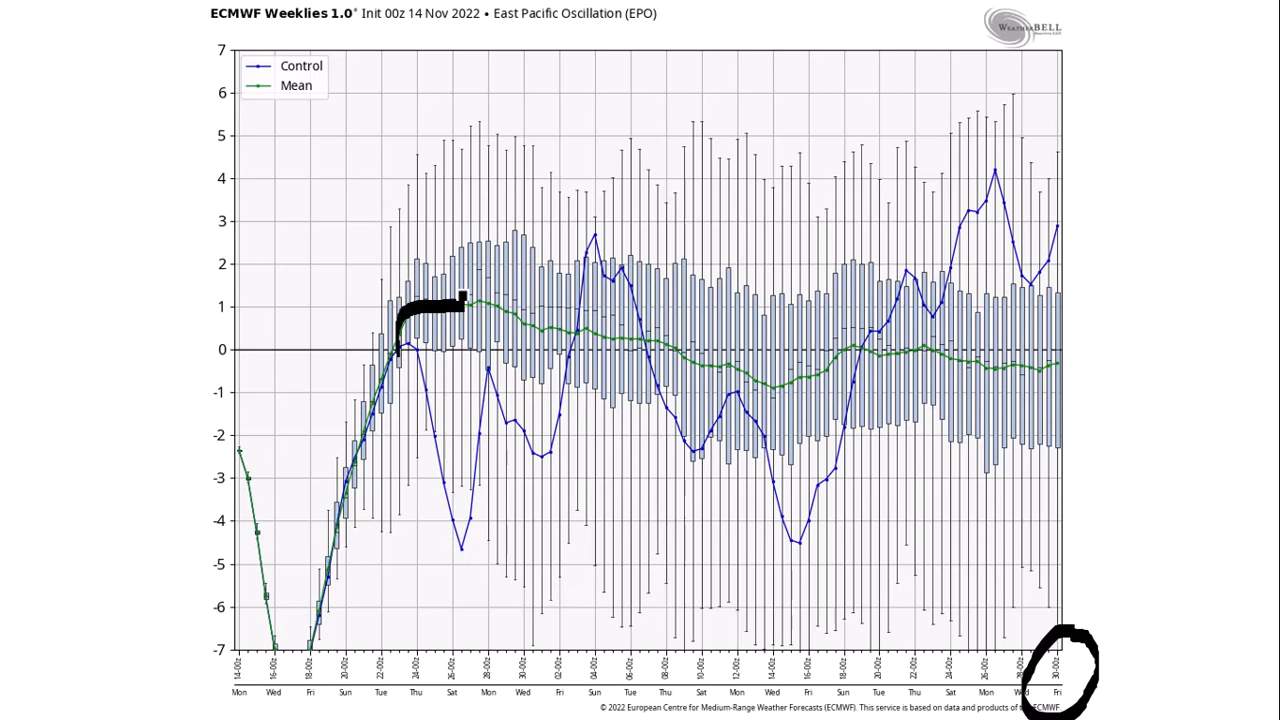 ECMWF Weeklies 1.0° Init 00z 14 Nov 2022 • East Pacific Oscillation (EPO)
WEATHERBELL
7
Control
Mean
6
5
4
3
2
1
0
-1
-2
-3
-4
-5
-6
-7
14-00z 16-00z 18-00z 20-00z 22-00z 24-00z 26-00z 28-00z 30-00z 02-00z 04-00z 06-00z 08-00z 10-00z 12-00z 14-00z 16-00z 18-00z 20-00z 22-00z 24-00z 26-00z 28-00z 30-00z
Mon Wed Fri Sun Tue Thu Sat Mon Wed Fri Sun Tue Thu Sat Mon Wed Fri Sun Tue Thu Sat Mon Wed Fri
© 2022 European Centre for Medium-Range Weather Forecasts (ECMWF). This service is based on data and products of ECMWF.